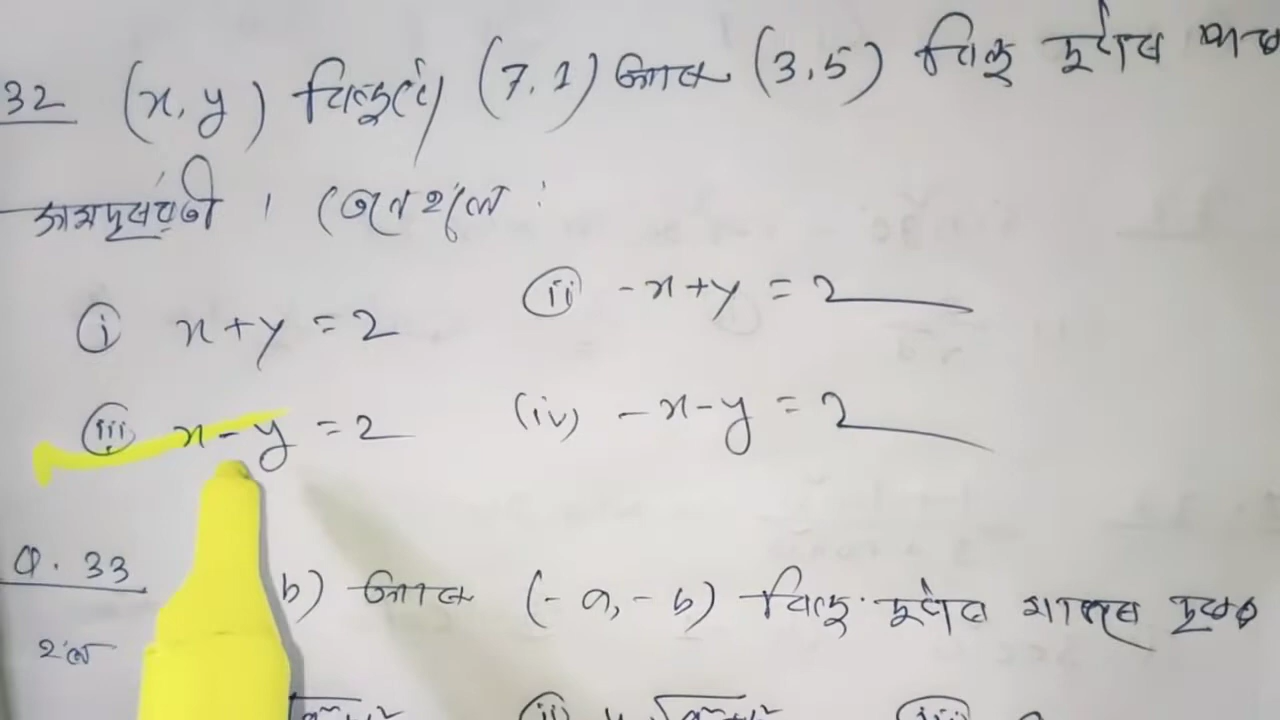 32 (x, y) বিন্দুটো (7, 1) আৰু (3, 5) বিন্দু দুটাৰ পৰা
সমদূৰৱৰ্তী । তেনেহ'লে :
(i) x + y = 2 (ii) -x + y = 2
(iii) x - y = 2 (iv) -x - y = 2
Q. 33 b) আৰু (-a, -b) বিন্দু দুটাৰ মাজৰ দূৰত্ব
হ'ল
(ii)